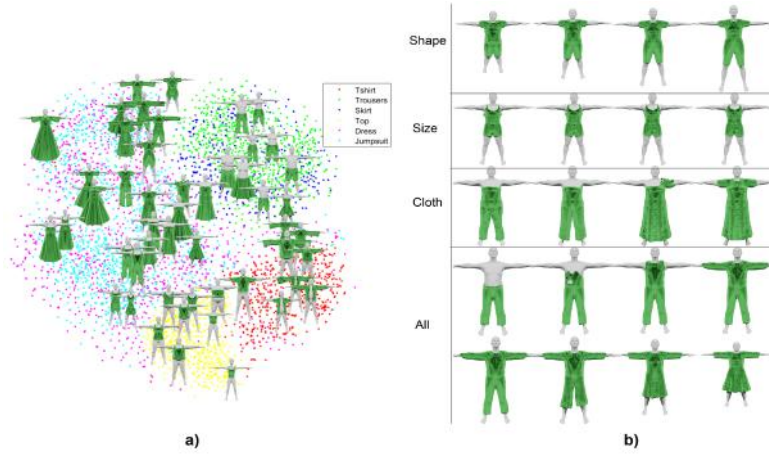 Tshirt
Trousers
Skirt
Top
Dress
Jumpsuit
a)
Shape
Size
Cloth
All
b)